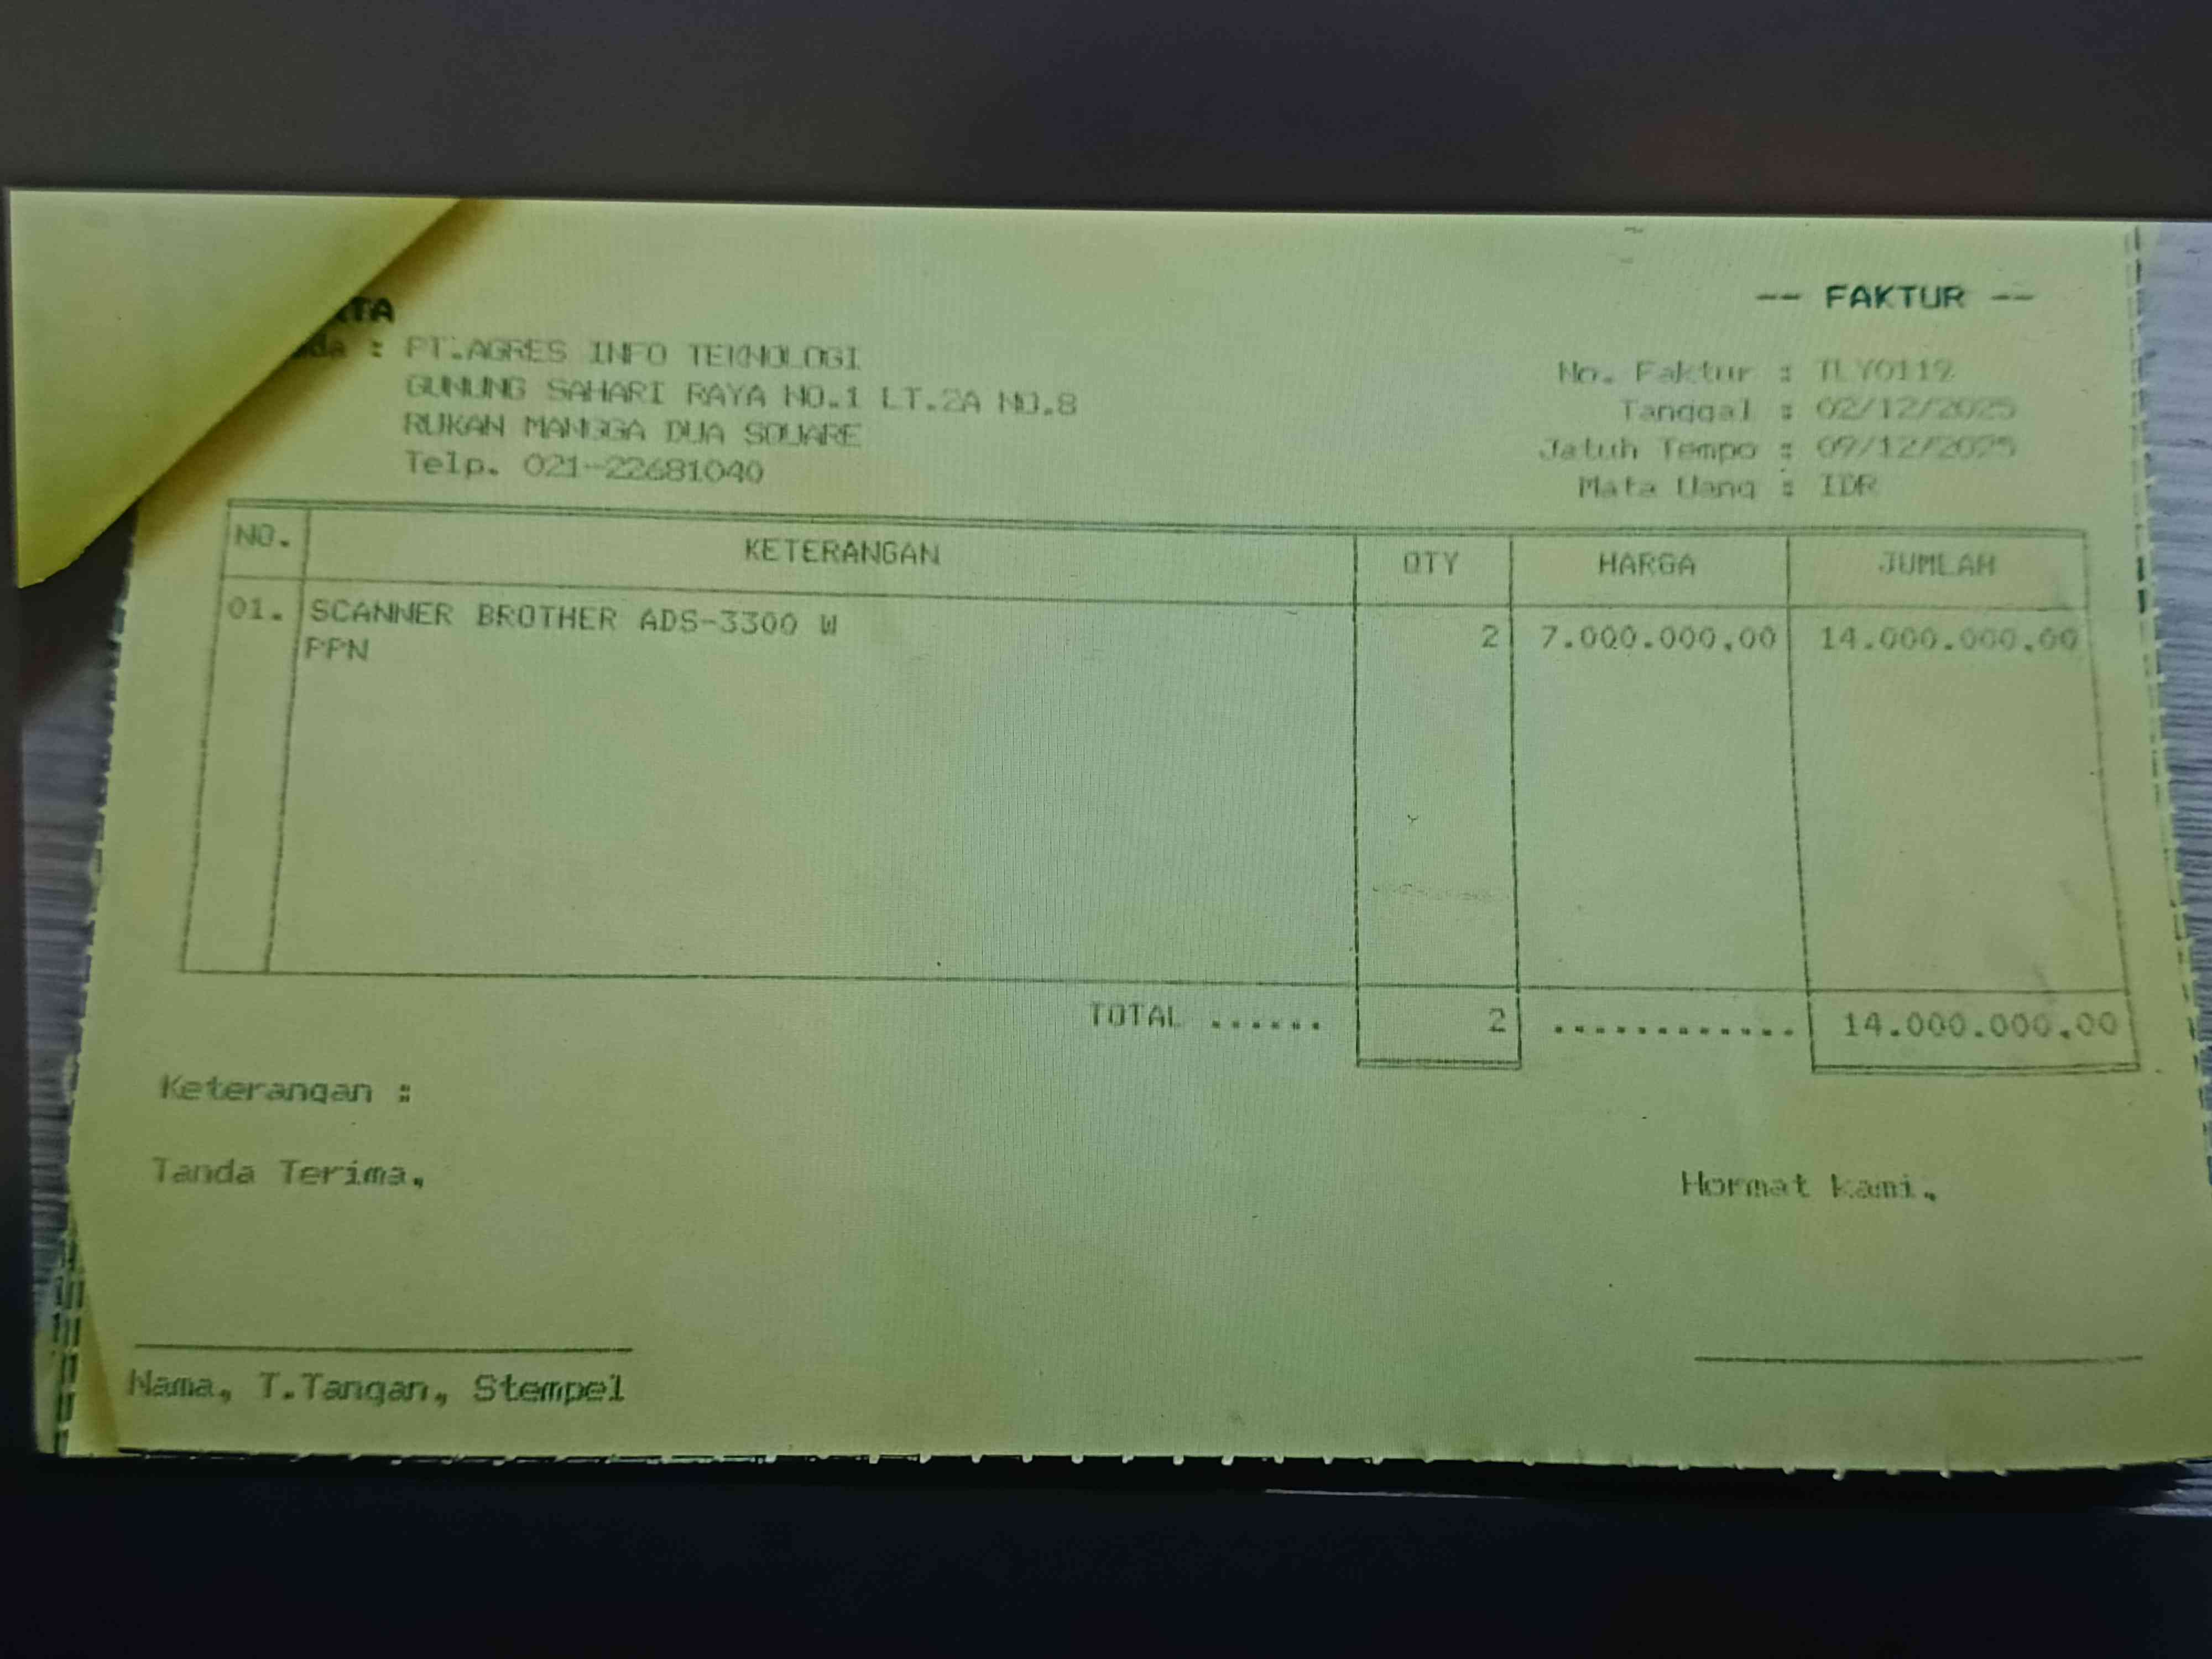 TA
da : PT.AGRES INFO TEKNOLOGI
GUNUNG SAHARI RAYA NO.1 LT.2A NO.8
RUKAN MANGGA DUA SQUARE
Telp. 021-22681040
-- FAKTUR --
No. Faktur : TLY0119
Tanggal : 02/12/2025
Jatuh Tempo : 09/12/2025
Mata Uang : IDR
NO. KETERANGAN QTY HARGA JUMLAH
01. SCANNER BROTHER ADS-3300 W 2 7.000.000,00 14.000.000,00
PPN
TOTAL ...... 2 ............ 14.000.000,00
Keterangan :
Tanda Terima,
Hormat kami,
Nama, T.Tangan, Stempel